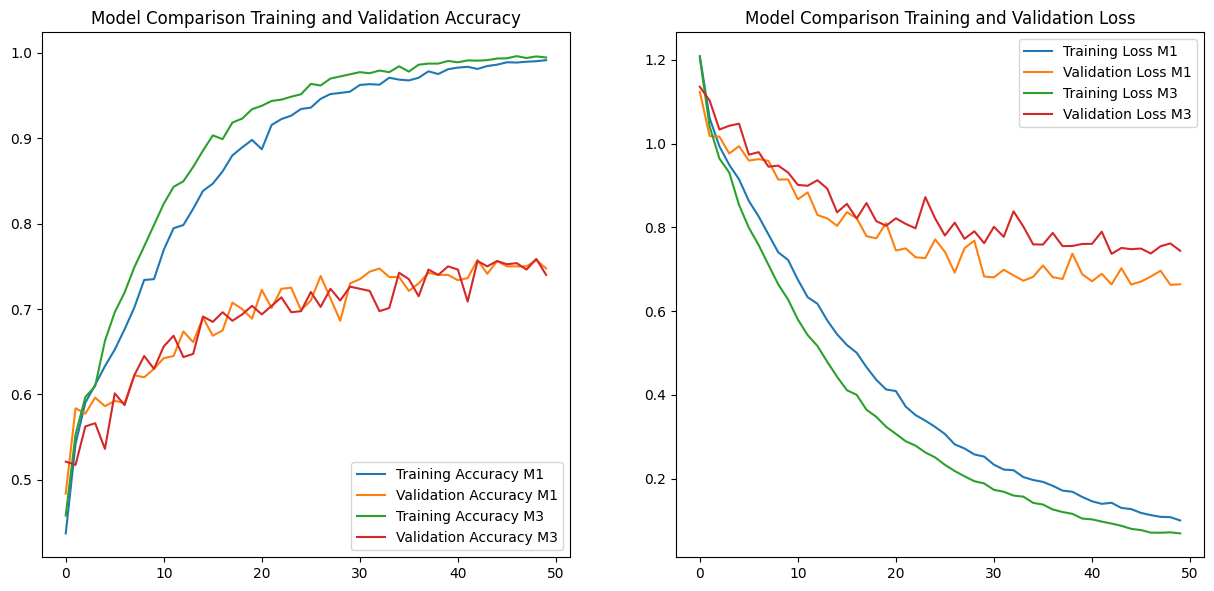 Model Comparison Training and Validation Accuracy
1.0
0.9
0.8
0.7
0.6
0.5
0
10
20
30
40
50
Training Accuracy M1
Validation Accuracy M1
Training Accuracy M3
Validation Accuracy M3
Model Comparison Training and Validation Loss
1.2
1.0
0.8
0.6
0.4
0.2
0
10
20
30
40
50
Training Loss M1
Validation Loss M1
Training Loss M3
Validation Loss M3